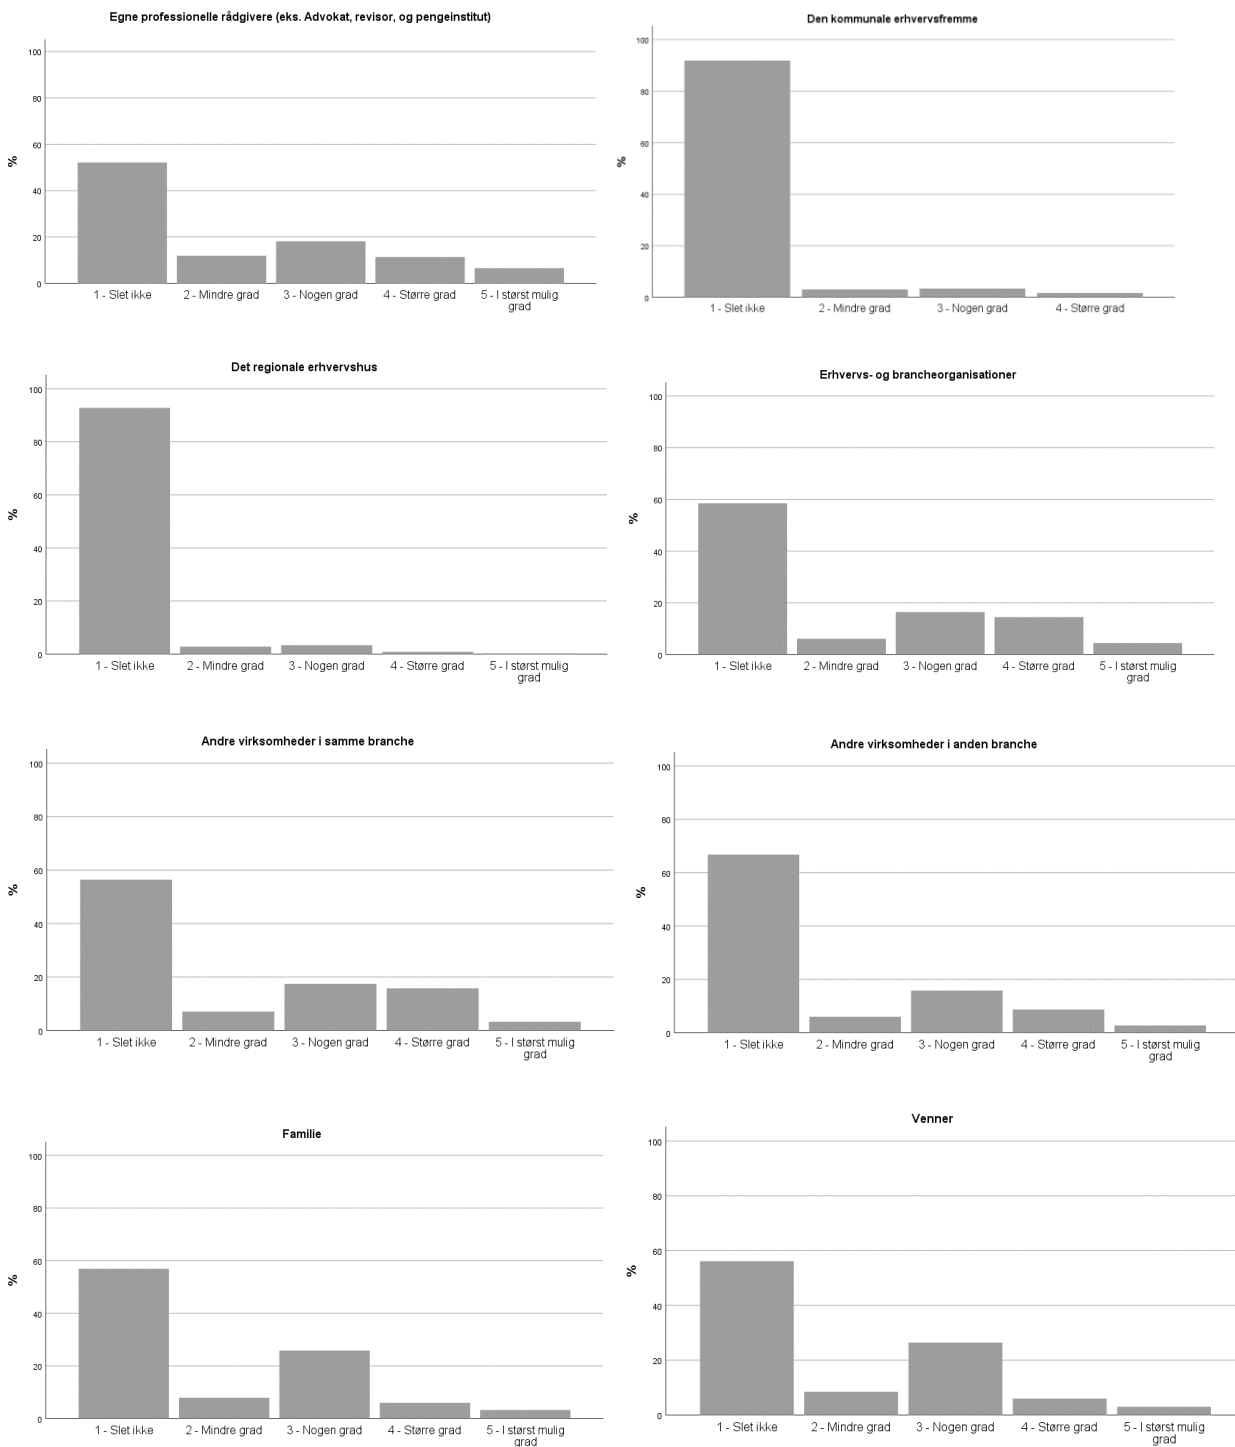 Egne professionelle rådgivere (eks. Advokat, revisor, og pengeinstitut)
100
80
60
40
20
0
%
1 - Slet ikke
2 - Mindre grad
3 - Nogen grad
4 - Større grad
5 - I størst mulig
grad
Den kommunale erhvervsfremme
100
80
60
40
20
0
%
1 - Slet ikke
2 - Mindre grad
3 - Nogen grad
4 - Større grad
Det regionale erhvervshus
100
80
60
40
20
0
%
1 - Slet ikke
2 - Mindre grad
3 - Nogen grad
4 - Større grad
5 - I størst mulig
grad
Erhvervs- og brancheorganisationer
100
80
60
40
20
0
%
1 - Slet ikke
2 - Mindre grad
3 - Nogen grad
4 - Større grad
5 - I størst mulig
grad
Andre virksomheder i samme branche
100
80
60
40
20
0
%
1 - Slet ikke
2 - Mindre grad
3 - Nogen grad
4 - Større grad
5 - I størst mulig
grad
Andre virksomheder i anden branche
100
80
60
40
20
0
%
1 - Slet ikke
2 - Mindre grad
3 - Nogen grad
4 - Større grad
5 - I størst mulig
grad
Familie
100
80
60
40
20
0
%
1 - Slet ikke
2 - Mindre grad
3 - Nogen grad
4 - Større grad
5 - I størst mulig
grad
Venner
100
80
60
40
20
0
%
1 - Slet ikke
2 - Mindre grad
3 - Nogen grad
4 - Større grad
5 - I størst mulig
grad